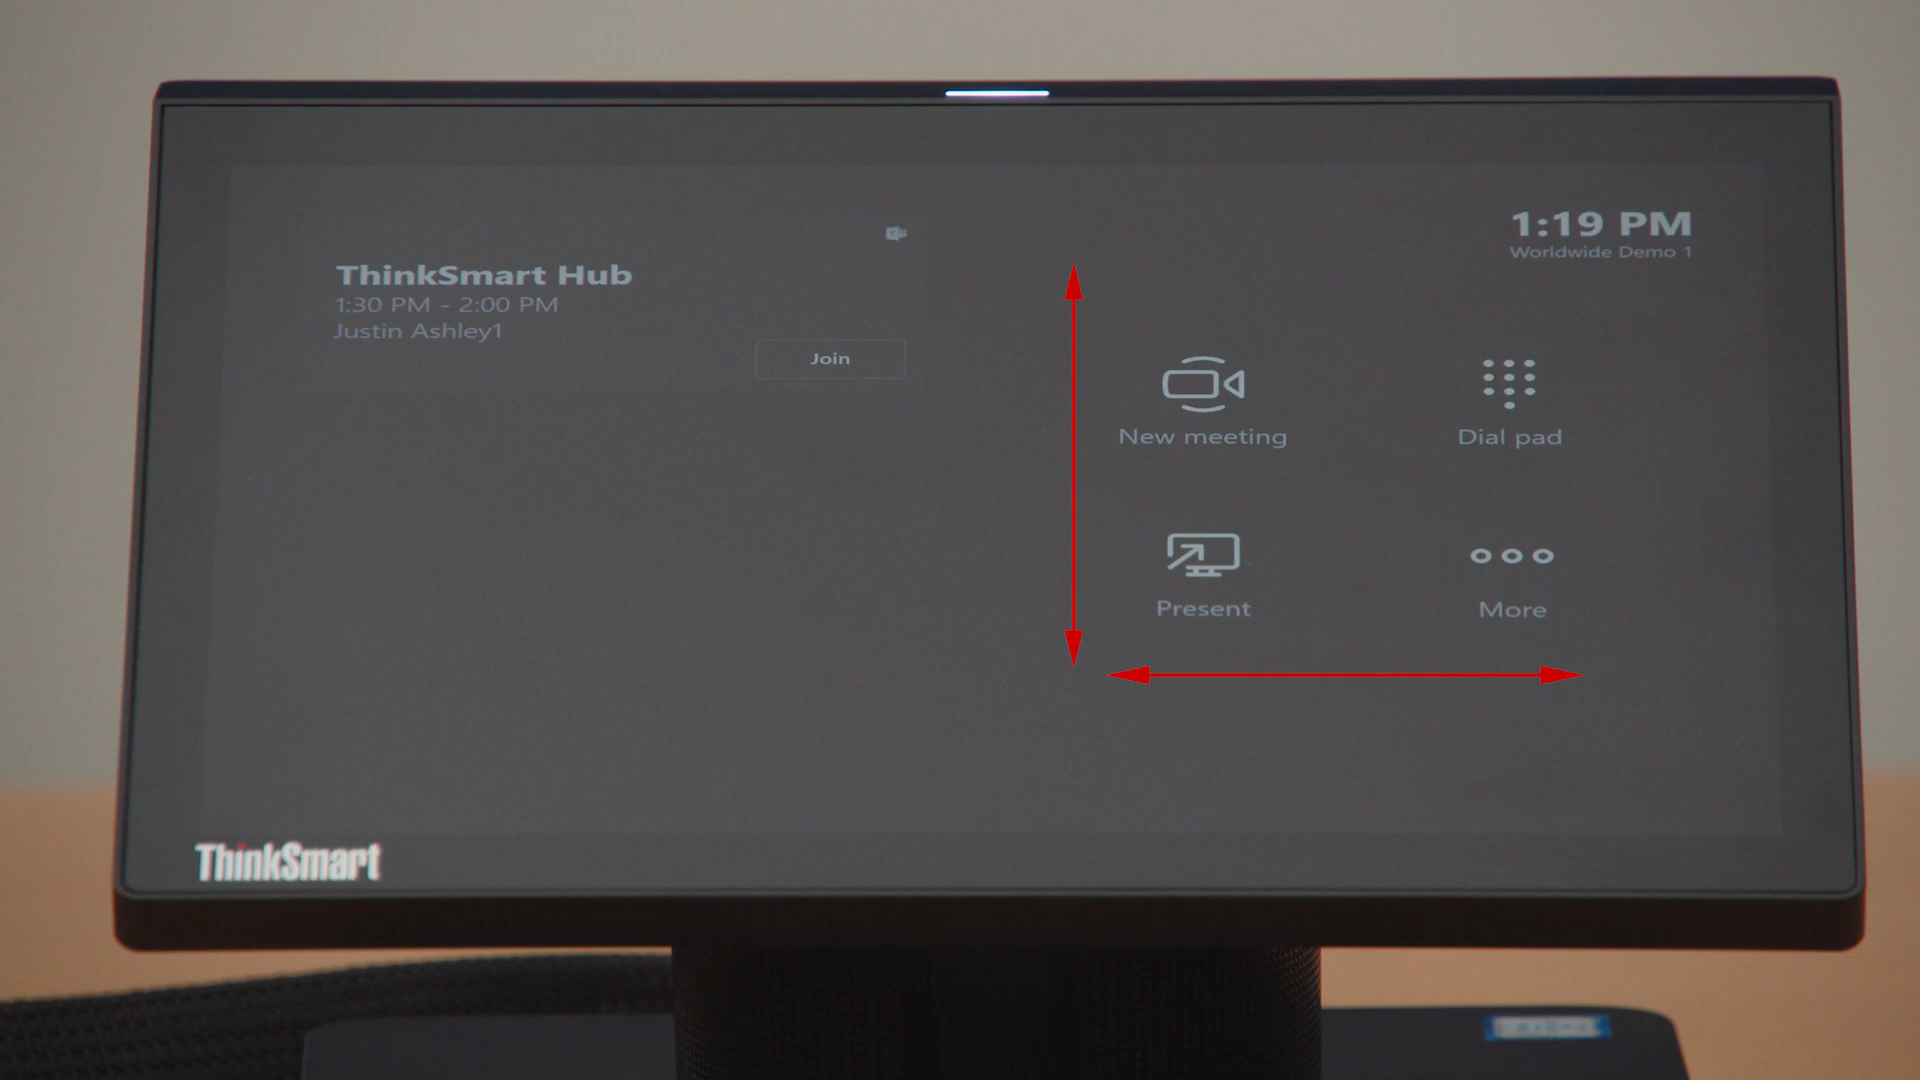 ThinkSmart Hub
1:30 PM - 2:00 PM
Justin Ashley1
Join
1:19 PM
Worldwide Demo 1
New meeting
Dial pad
Present
More
ThinkSmart